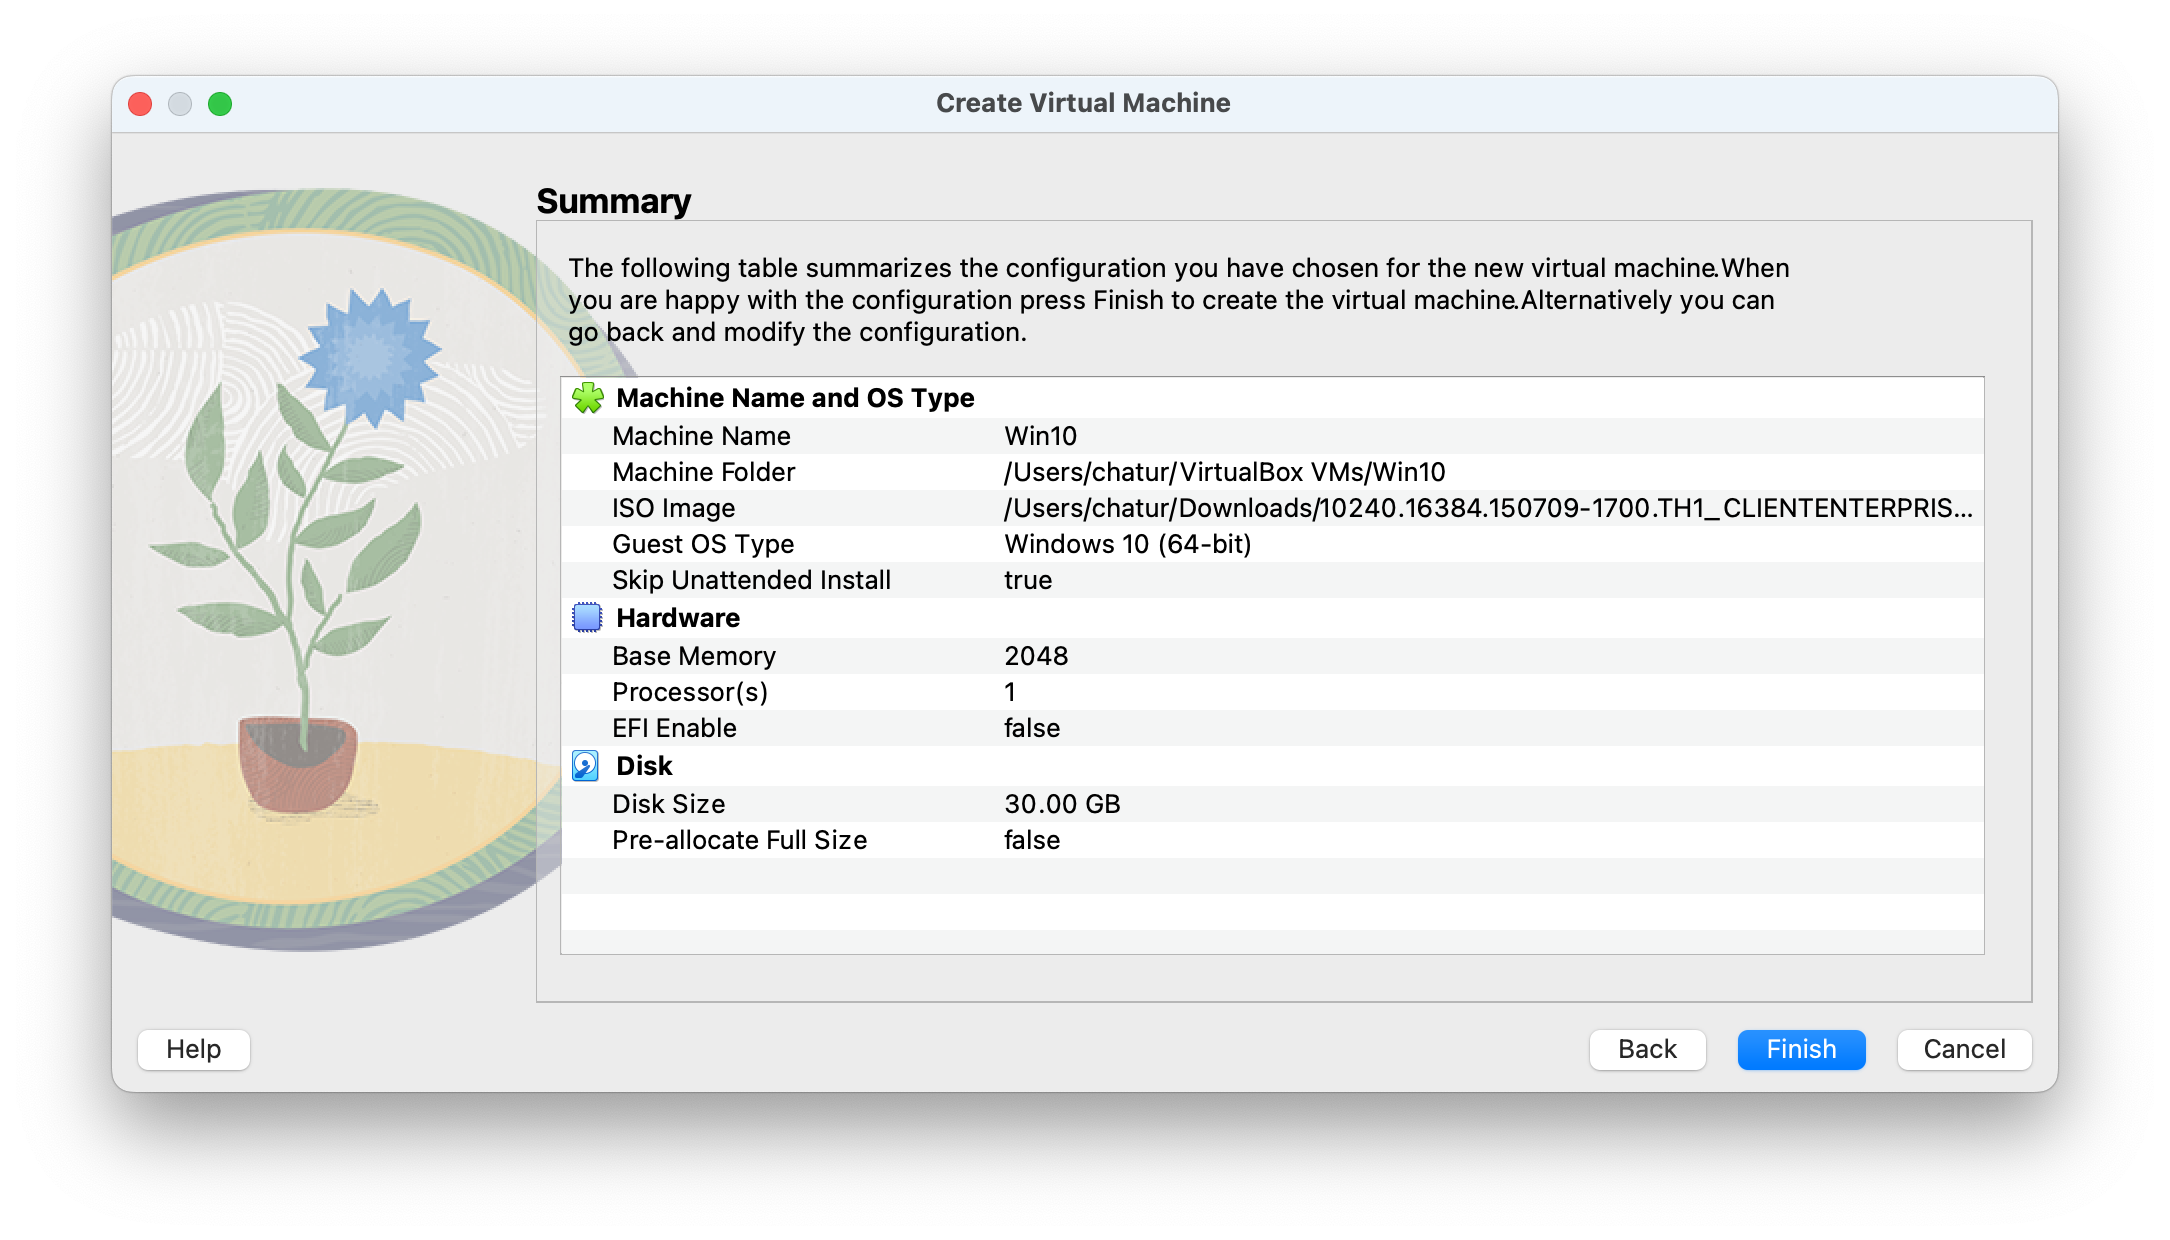 Create Virtual Machine
Summary
The following table summarizes the configuration you have chosen for the new virtual machine.When
you are happy with the configuration press Finish to create the virtual machine.Alternatively you can
go back and modify the configuration.
Machine Name and OS Type
Machine Name Win10
Machine Folder /Users/chatur/VirtualBox VMs/Win10
ISO Image /Users/chatur/Downloads/10240.16384.150709-1700.TH1_CLIENTENTERPRIS...
Guest OS Type Windows 10 (64-bit)
Skip Unattended Install true
Hardware
Base Memory 2048
Processor(s) 1
EFI Enable false
Disk
Disk Size 30.00 GB
Pre-allocate Full Size false
Help Back Finish Cancel